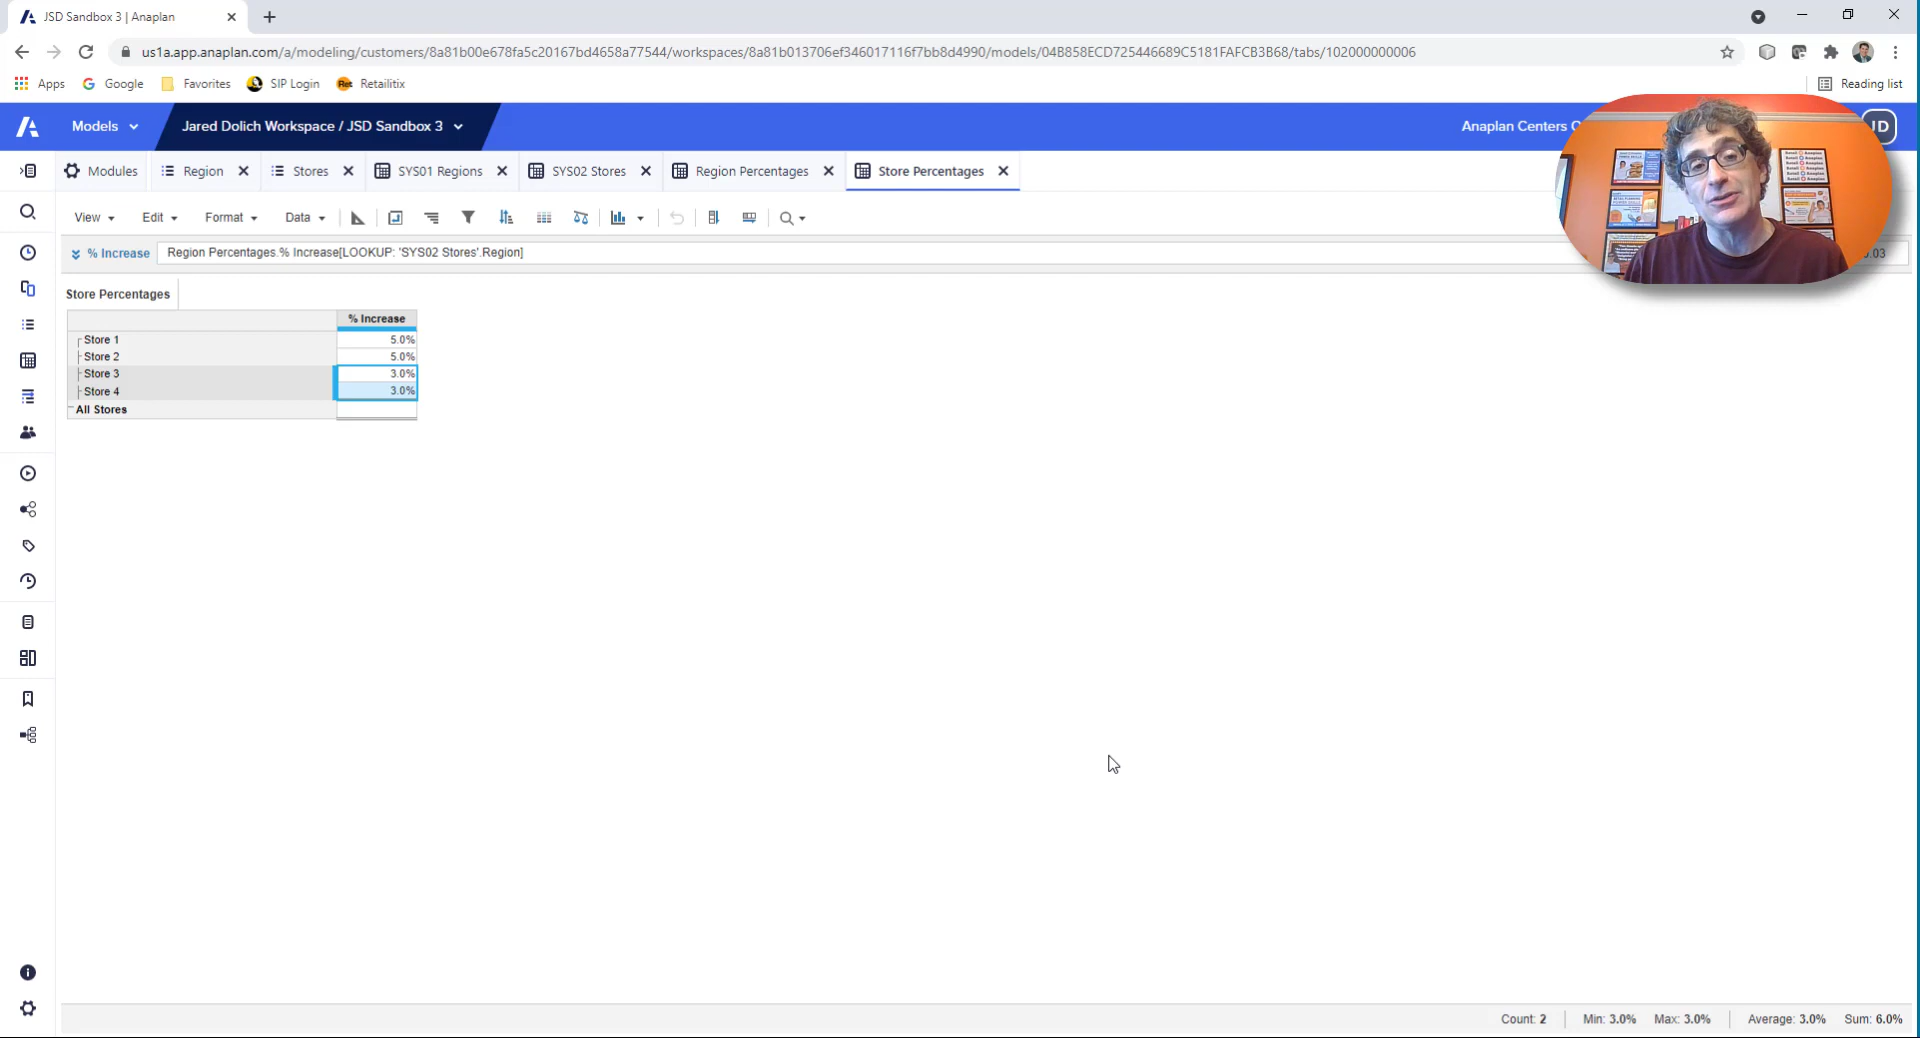 JSD Sandbox 3 | Anaplan
us1a.app.anaplan.com/a/modeling/customers/8a81b00e678fa5c20167bd4658a77544/workspaces/8a81b013706ef346017116f7bb8d4990/models/04B858ECD725446689C5181FAFCB3B68/tabs/102000000006
Apps Google Favorites SIP Login Ret Retailitix Reading list
Models Jared Dolich Workspace / JSD Sandbox 3 Anaplan Centers JD
Modules Region Stores SYS01 Regions SYS02 Stores Region Percentages Store Percentages
View Edit Format Data
% Increase Region Percentages.% Increase[LOOKUP: 'SYS02 Stores'.Region] .03
Store Percentages
% Increase
Store 1 5.0%
Store 2 5.0%
Store 3 3.0%
Store 4 3.0%
All Stores
Count: 2 Min: 3.0% Max: 3.0% Average: 3.0% Sum: 6.0%